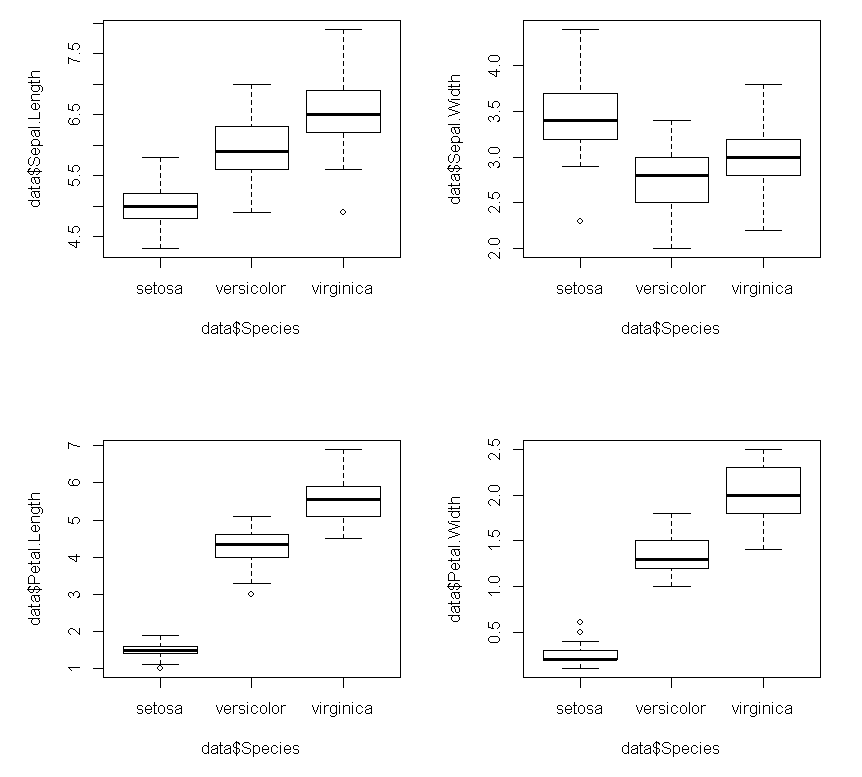 data$Sepal.Length
7.5
6.5
5.5
4.5
setosa versicolor virginica
data$Species
data$Sepal.Width
4.0
3.5
3.0
2.5
2.0
setosa versicolor virginica
data$Species
data$Petal.Length
7
6
5
4
3
2
1
setosa versicolor virginica
data$Species
data$Petal.Width
2.5
2.0
1.5
1.0
0.5
setosa versicolor virginica
data$Species